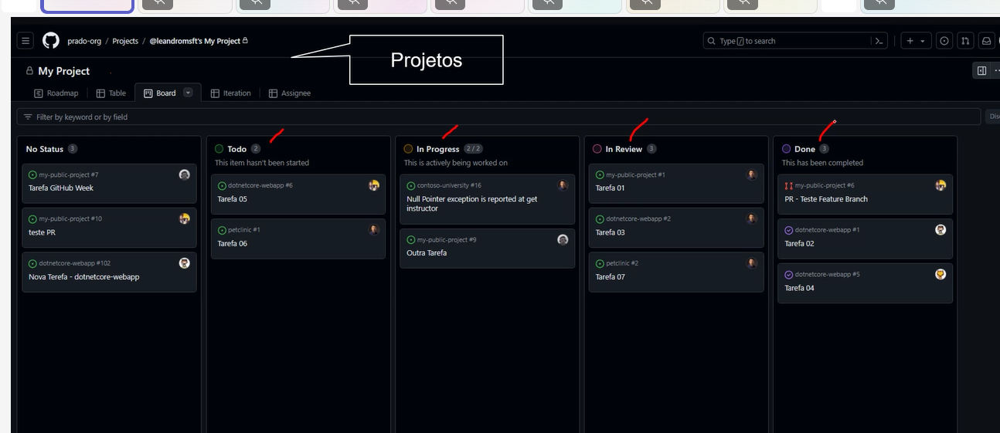 prado-org / Projects / @leandromsft's My Project
Type / to search
Projetos
My Project
Roadmap
Table
Board
Iteration
Assignee
Filter by keyword or by field
No Status 3
my-public-project #7
Tarefa GitHub Week
my-public-project #10
teste PR
dotnetcore-webapp #102
Nova Terefa - dotnetcore-webapp
Todo 2
This item hasn't been started
dotnetcore-webapp #6
Tarefa 05
petclinic #1
Tarefa 06
In Progress 2 / 2
This is actively being worked on
contoso-university #16
Null Pointer exception is reported at get
instructor
my-public-project #9
Outra Tarefa
In Review 3
my-public-project #1
Tarefa 01
dotnetcore-webapp #2
Tarefa 03
petclinic #2
Tarefa 07
Done 3
This has been completed
my-public-project #6
PR - Teste Feature Branch
dotnetcore-webapp #1
Tarefa 02
dotnetcore-webapp #5
Tarefa 04